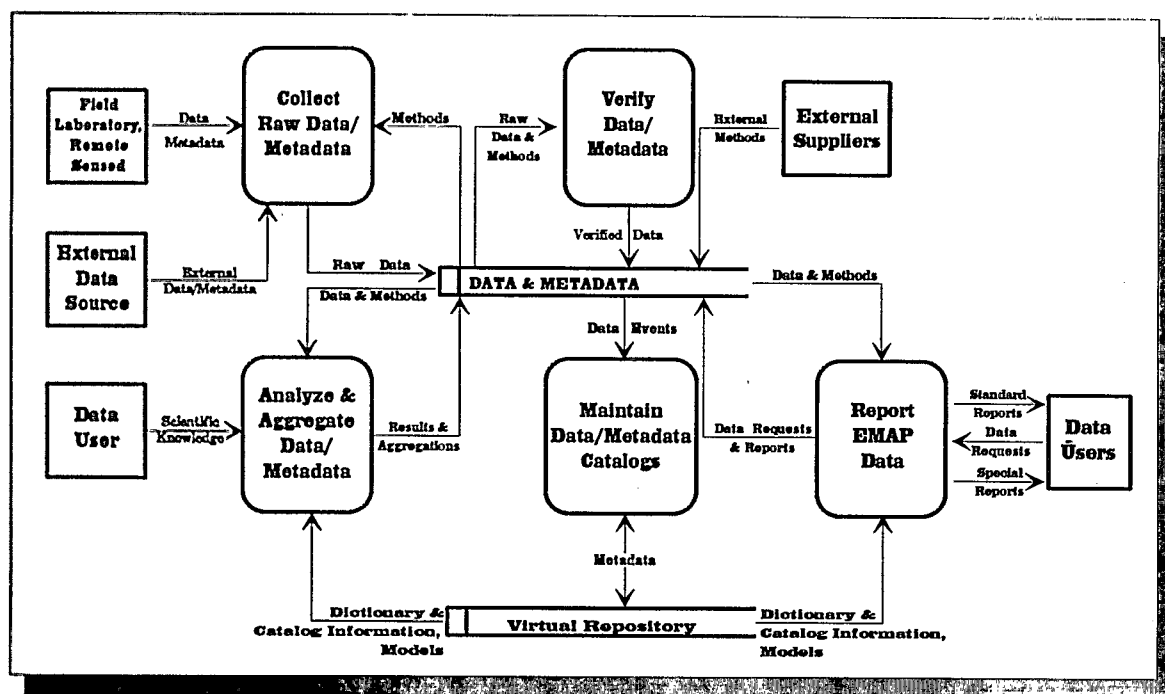 Field
Laboratory,
Remote
Sensed
Data
Metadata
Collect
Raw Data/
Metadata
Methods
Raw
Data &
Methods
Verify
Data/
Metadata
External
Methods
External
Suppliers
External
Data
Source
External
Data/Metadata
Raw Data
Verified Data
DATA & METADATA
Data & Methods
Data & Methods
Data Events
Data
User
Scientific
Knowledge
Analyze &
Aggregate
Data/
Metadata
Results &
Aggregations
Maintain
Data/Metadata
Catalogs
Data Requests
& Reports
Report
EMAP
Data
Standard
Reports
Data
Requests
Special
Reports
Data
Users
Metadata
Dictionary &
Catalog Information,
Models
Virtual Repository
Dictionary &
Catalog Information,
Models